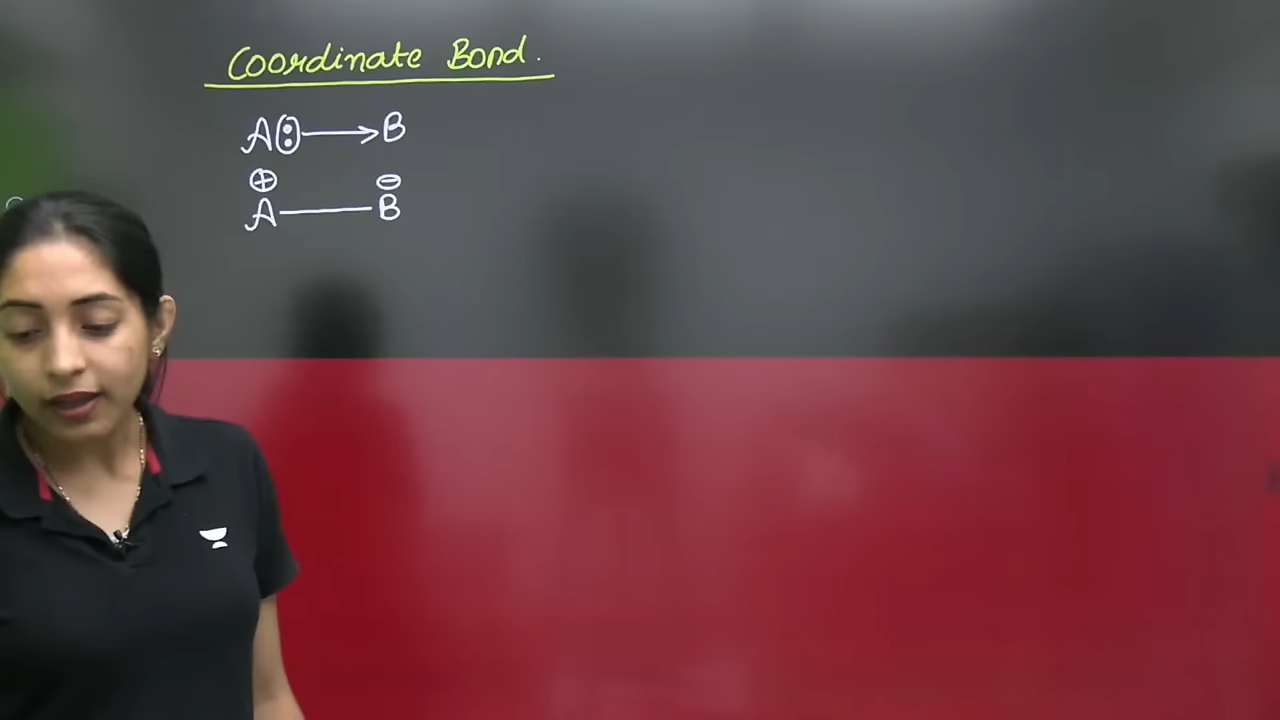 Coordinate Bond.
A: → B
⊕ ⊖
A — B